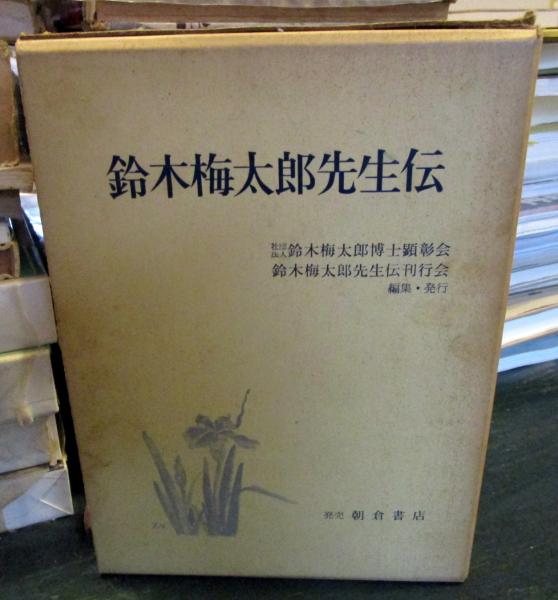 鈴木梅太郎先生伝
社団法人 鈴木梅太郎博士顕彰会
鈴木梅太郎先生伝刊行会
編集・発行
発売 朝倉書店